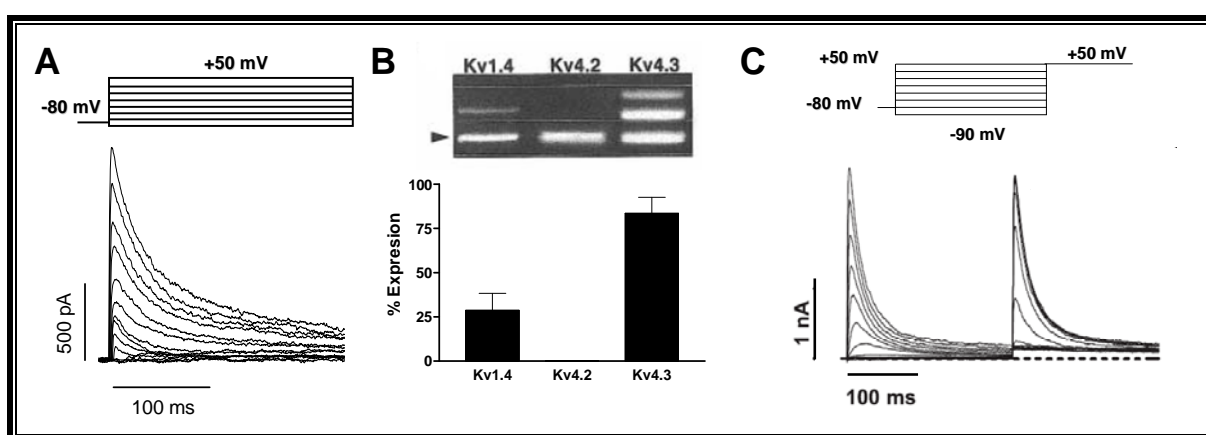 A
+50 mV
-80 mV
500 pA
100 ms
B
Kv1.4 Kv4.2 Kv4.3
% Expresion
100
75
50
25
0
Kv1.4 Kv4.2 Kv4.3
C
+50 mV +50 mV
-80 mV
-90 mV
1 nA
100 ms